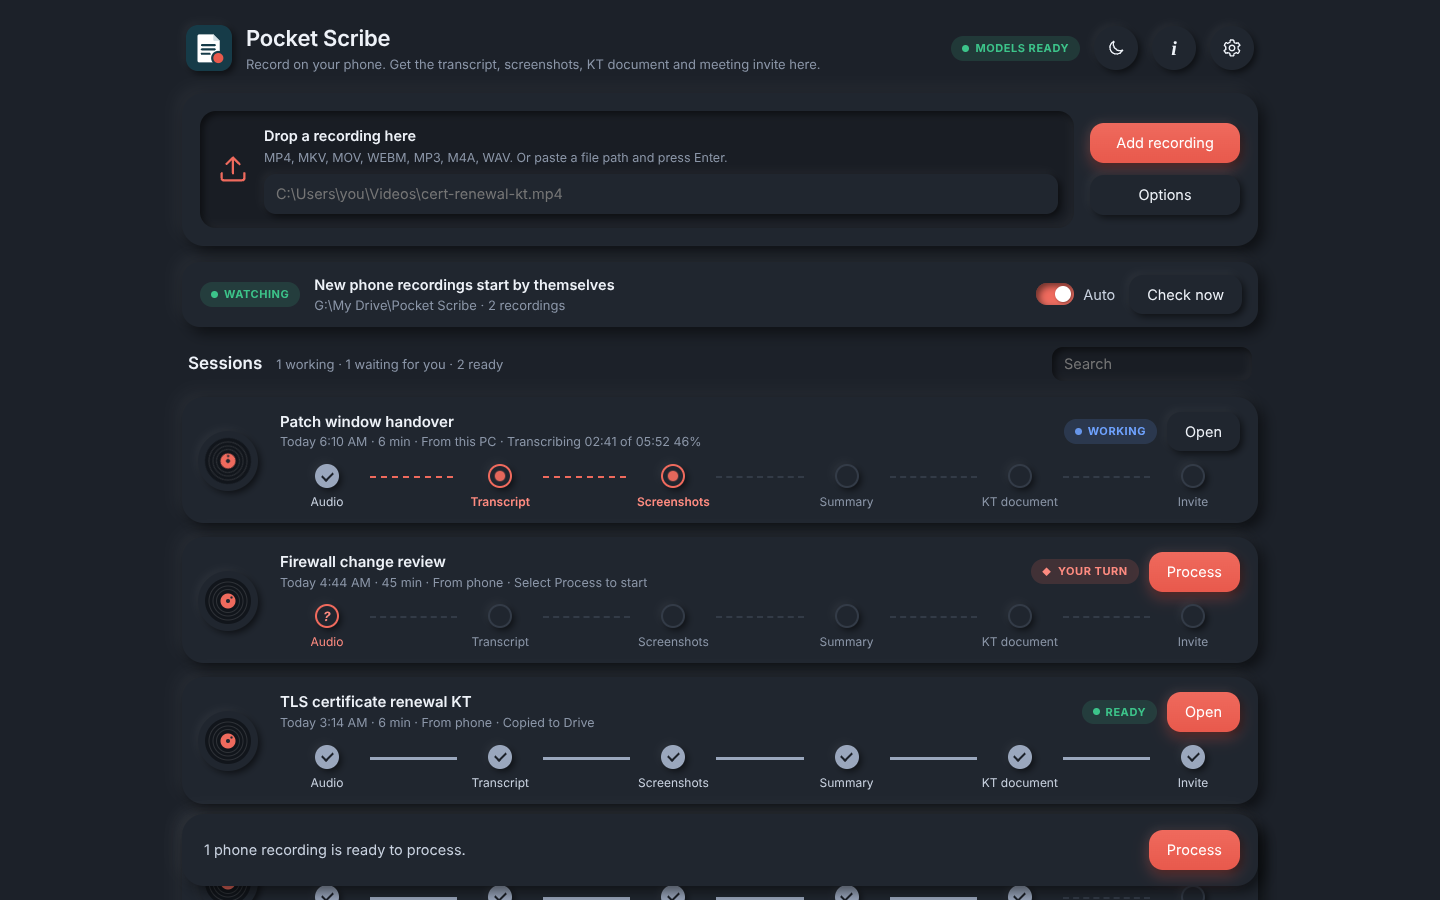 Pocket Scribe
Record on your phone. Get the transcript, screenshots, KT document and meeting invite here.
MODELS READY
i
Drop a recording here
MP4, MKV, MOV, WEBM, MP3, M4A, WAV. Or paste a file path and press Enter.
C:\Users\you\Videos\cert-renewal-kt.mp4
Add recording
Options
WATCHING
New phone recordings start by themselves
G:\My Drive\Pocket Scribe · 2 recordings
Auto
Check now
Sessions
1 working · 1 waiting for you · 2 ready
Search
Patch window handover
Today 6:10 AM · 6 min · From this PC · Transcribing 02:41 of 05:52 46%
WORKING
Open
Audio
Transcript
Screenshots
Summary
KT document
Invite
Firewall change review
Today 4:44 AM · 45 min · From phone · Select Process to start
YOUR TURN
Process
?
Audio
Transcript
Screenshots
Summary
KT document
Invite
TLS certificate renewal KT
Today 3:14 AM · 6 min · From phone · Copied to Drive
READY
Open
Audio
Transcript
Screenshots
Summary
KT document
Invite
1 phone recording is ready to process.
Process